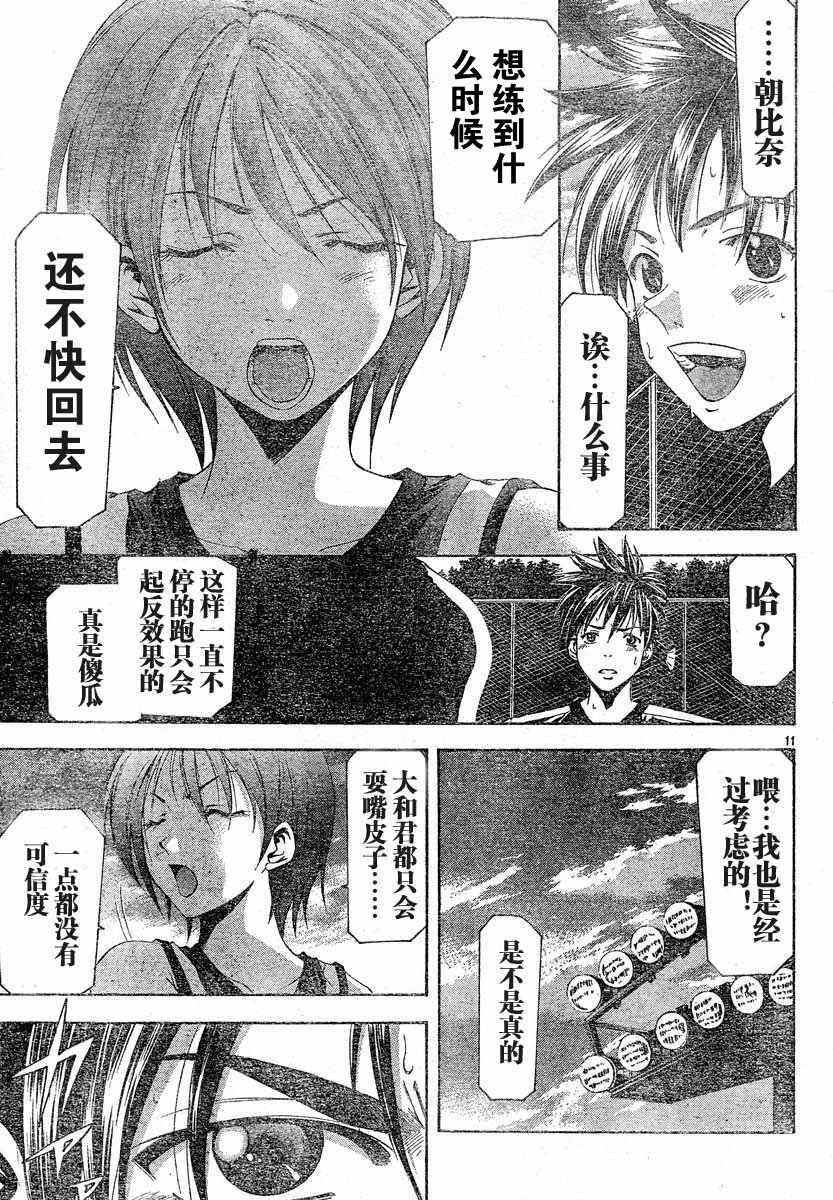 ……朝比奈
诶…什么事
想练到什
么时候
还不快回去
哈？
这样一直不
停的跑只会
起反效果的
真是傻瓜
11
喂…我也是经
过考虑的！
是不是真的
大和君都只会
耍嘴皮子……
一点都没有
可信度